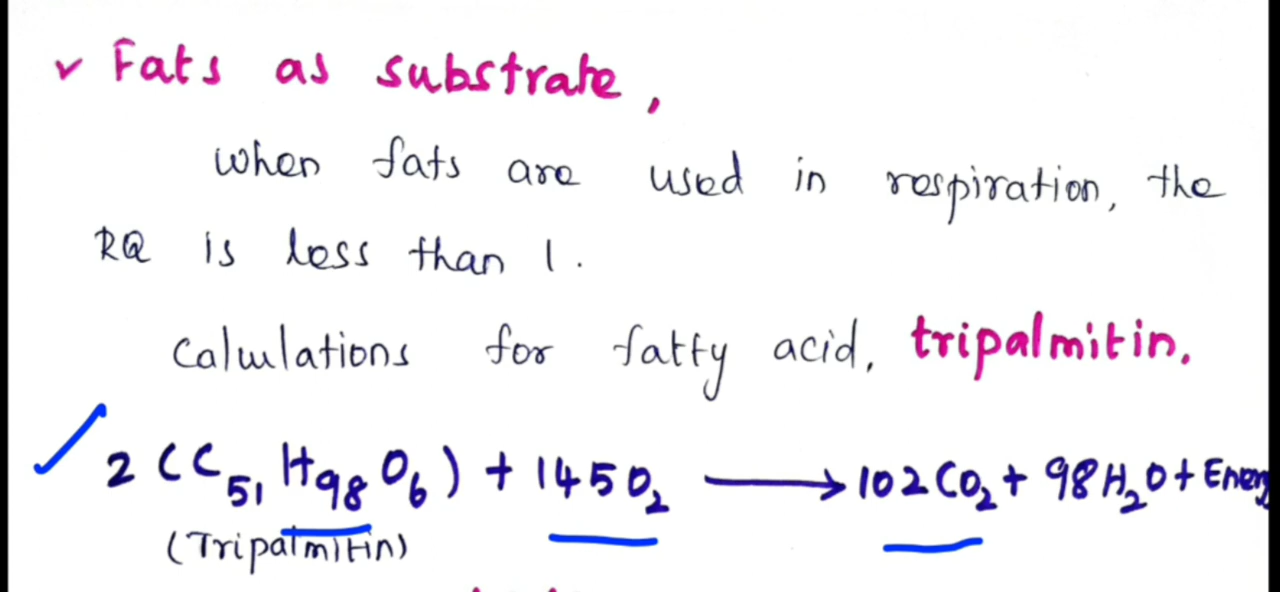 ✓ Fats as substrate,
when fats are used in respiration, the
RQ is less than 1.
Calculations for fatty acid, tripalmitin.
2 (C₅₁H₉₈O₆) + 145O₂ ⟶ 102CO₂ + 98H₂O + Energ
(Tripalmitin)